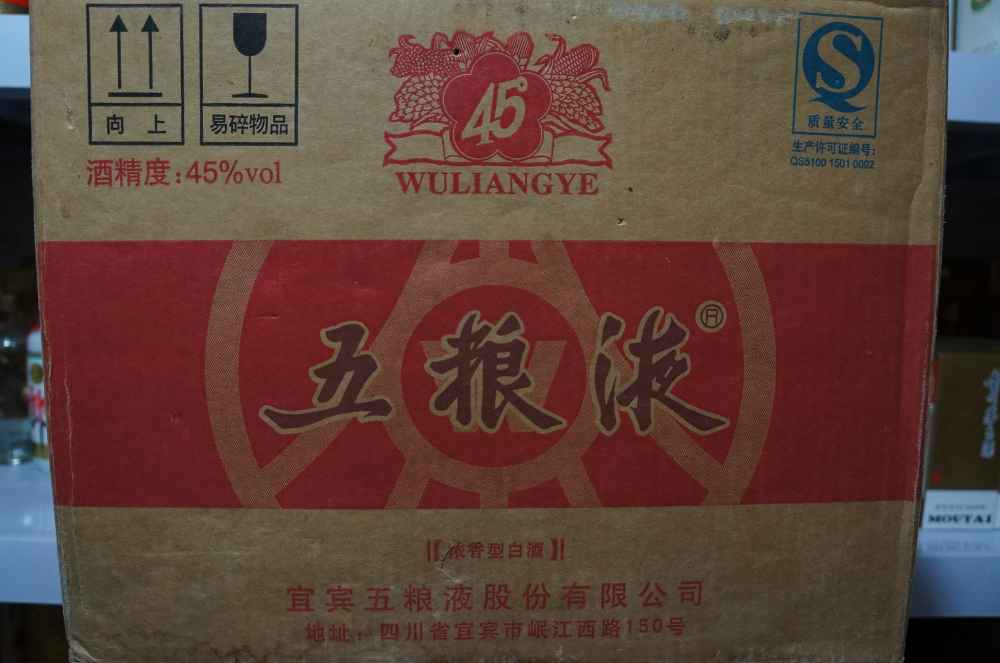 向 上
易碎物品
酒精度:45%vol
45°
WULIANGYE
质量安全
生产许可证编号:
QS5100 1501 0002
五粮液®
浓香型白酒
宜宾五粮液股份有限公司
地址:四川省宜宾市岷江西路150号
MOUTAI